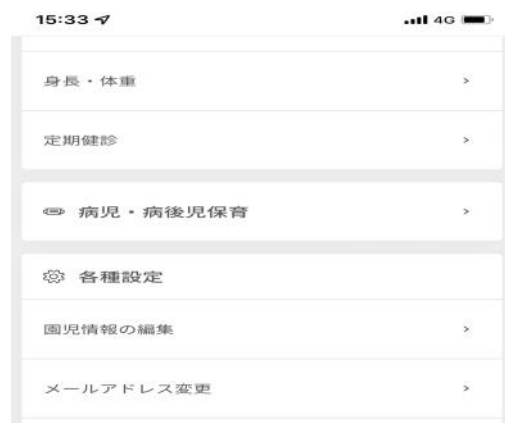 15:33 4G
身長・体重
定期健診
病児・病後児保育
各種設定
園児情報の編集
メールアドレス変更